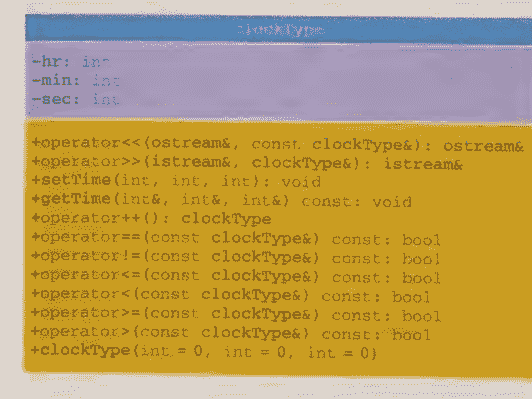 clockType
-hr: int
-min: int
-sec: int
+operator<<(ostream&, const clockType&): ostream&
+operator>>(istream&, clockType&): istream&
+setTime(int, int, int): void
+getTime(int&, int&, int&) const: void
+operator++(): clockType
+operator==(const clockType&) const: bool
+operator!=(const clockType&) const: bool
+operator<=(const clockType&) const: bool
+operator<(const clockType&) const: bool
+operator>=(const clockType&) const: bool
+operator>(const clockType&) const: bool
+clockType(int = 0, int = 0, int = 0)